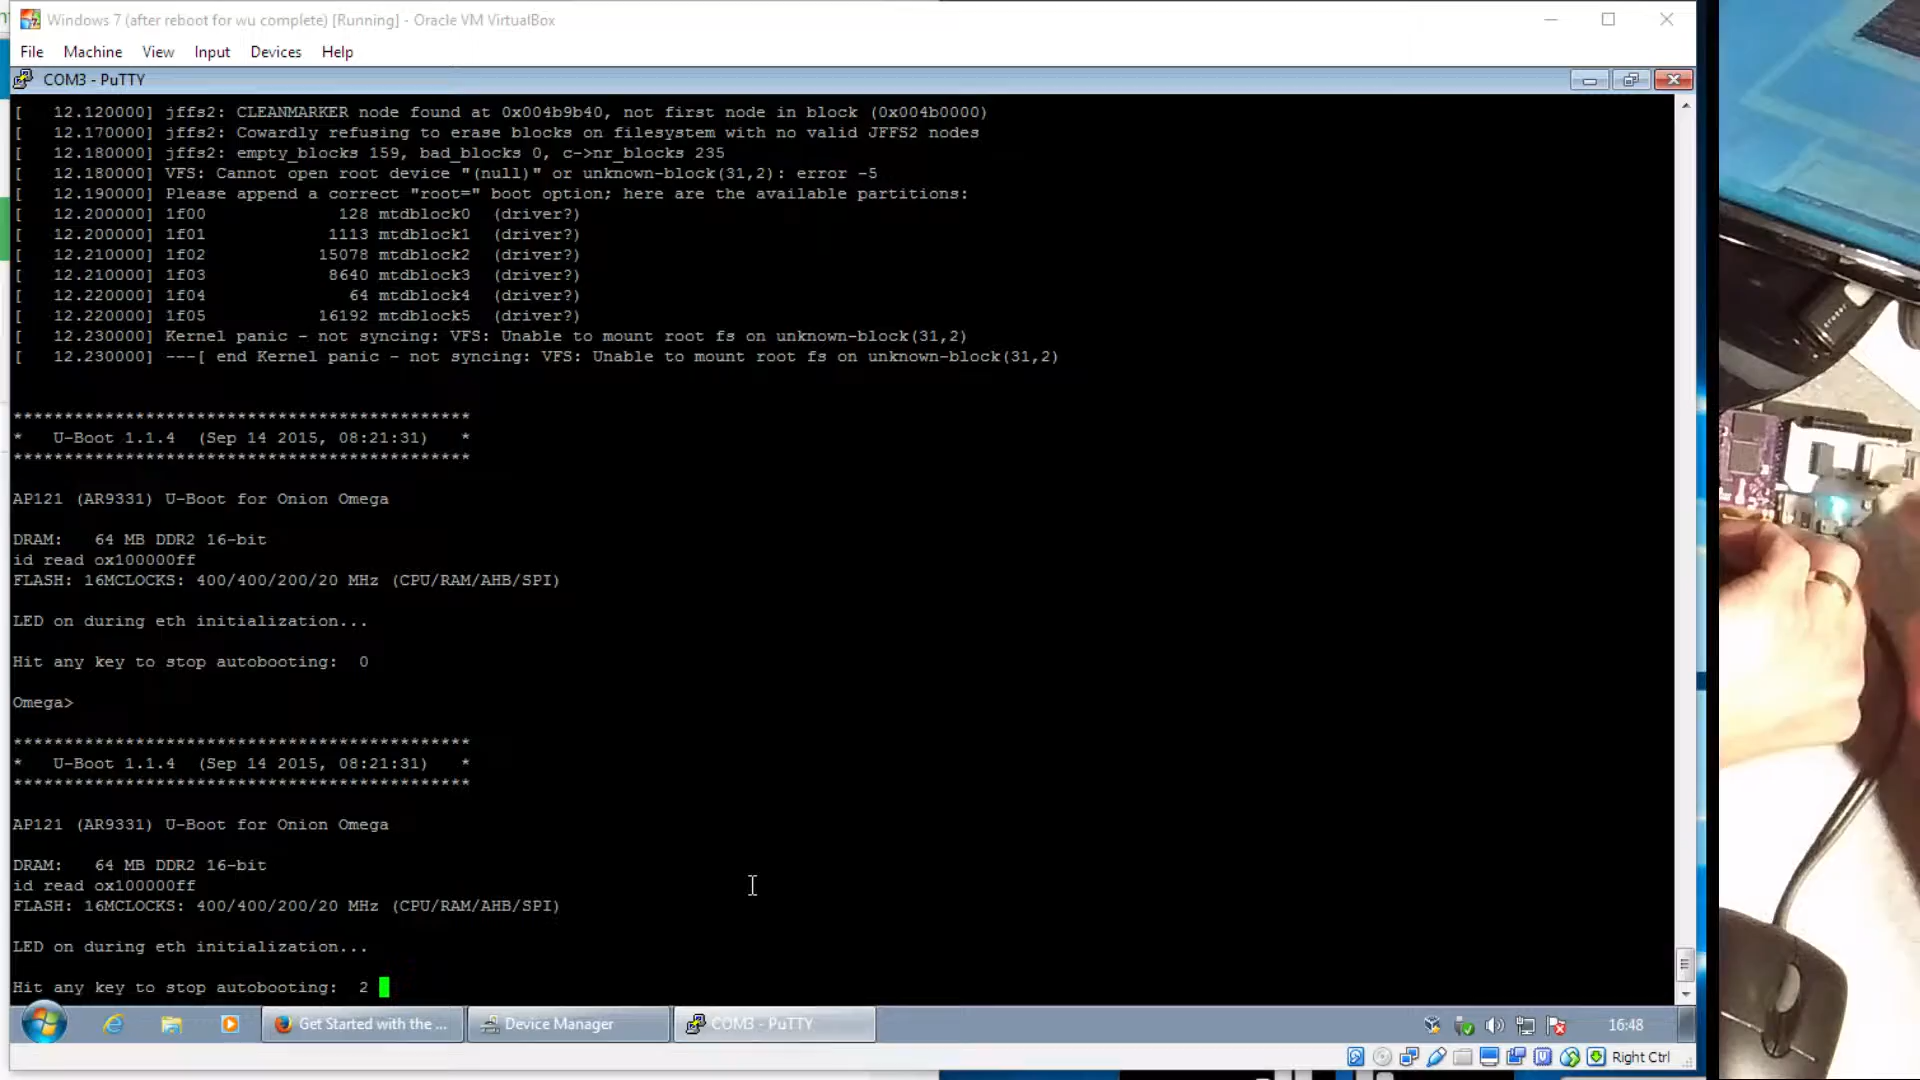 Windows 7 (after reboot for wu complete) [Running] - Oracle VM VirtualBox
File Machine View Input Devices Help
COM3 - PuTTY
[   12.120000] jffs2: CLEANMARKER node found at 0x004b9b40, not first node in block (0x004b0000)
[   12.170000] jffs2: Cowardly refusing to erase blocks on filesystem with no valid JFFS2 nodes
[   12.180000] jffs2: empty_blocks 159, bad_blocks 0, c->nr_blocks 235
[   12.180000] VFS: Cannot open root device "(null)" or unknown-block(31,2): error -5
[   12.190000] Please append a correct "root=" boot option; here are the available partitions:
[   12.200000] 1f00             128 mtdblock0  (driver?)
[   12.200000] 1f01            1113 mtdblock1  (driver?)
[   12.210000] 1f02           15078 mtdblock2  (driver?)
[   12.210000] 1f03            8640 mtdblock3  (driver?)
[   12.220000] 1f04              64 mtdblock4  (driver?)
[   12.220000] 1f05           16192 mtdblock5  (driver?)
[   12.230000] Kernel panic - not syncing: VFS: Unable to mount root fs on unknown-block(31,2)
[   12.230000] ---[ end Kernel panic - not syncing: VFS: Unable to mount root fs on unknown-block(31,2)
*********************************************
*   U-Boot 1.1.4  (Sep 14 2015, 08:21:31)   *
*********************************************
AP121 (AR9331) U-Boot for Onion Omega
DRAM:   64 MB DDR2 16-bit
id read ox100000ff
FLASH: 16MCLOCKS: 400/400/200/20 MHz (CPU/RAM/AHB/SPI)
LED on during eth initialization...
Hit any key to stop autobooting:  0
Omega>
*********************************************
*   U-Boot 1.1.4  (Sep 14 2015, 08:21:31)   *
*********************************************
AP121 (AR9331) U-Boot for Onion Omega
DRAM:   64 MB DDR2 16-bit
id read ox100000ff
FLASH: 16MCLOCKS: 400/400/200/20 MHz (CPU/RAM/AHB/SPI)
LED on during eth initialization...
Hit any key to stop autobooting:  2
Get Started with the ... Device Manager COM3 - PuTTY 16:48
Right Ctrl